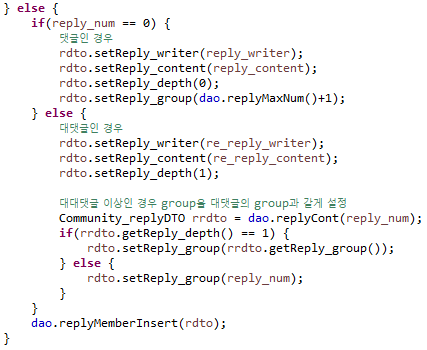 } else {
if(reply_num == 0) {
댓글인 경우
rdto.setReply_writer(reply_writer);
rdto.setReply_content(reply_content);
rdto.setReply_depth(0);
rdto.setReply_group(dao.replyMaxNum()+1);
} else {
대댓글인 경우
rdto.setReply_writer(re_reply_writer);
rdto.setReply_content(re_reply_content);
rdto.setReply_depth(1);
대대댓글 이상인 경우 group을 대댓글의 group과 같게 설정
Community_replyDTO rrdto = dao.replyCont(reply_num);
if(rrdto.getReply_depth() == 1) {
rdto.setReply_group(rrdto.getReply_group());
} else {
rdto.setReply_group(reply_num);
}
}
dao.replyMemberInsert(rdto);
}